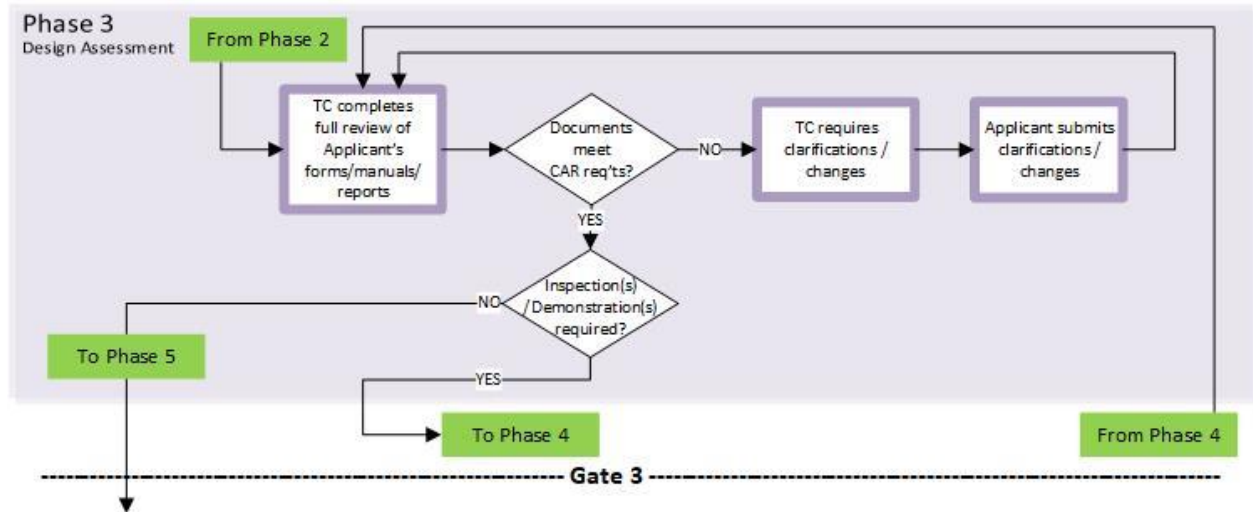 Phase 3
Design Assessment
From Phase 2
TC completes
full review of
Applicant's
forms/manuals/
reports
Documents
meet
CAR req'ts?
NO
TC requires
clarifications /
changes
Applicant submits
clarifications /
changes
YES
Inspection(s)
/Demonstration(s)
required?
NO
To Phase 5
YES
To Phase 4
From Phase 4
Gate 3